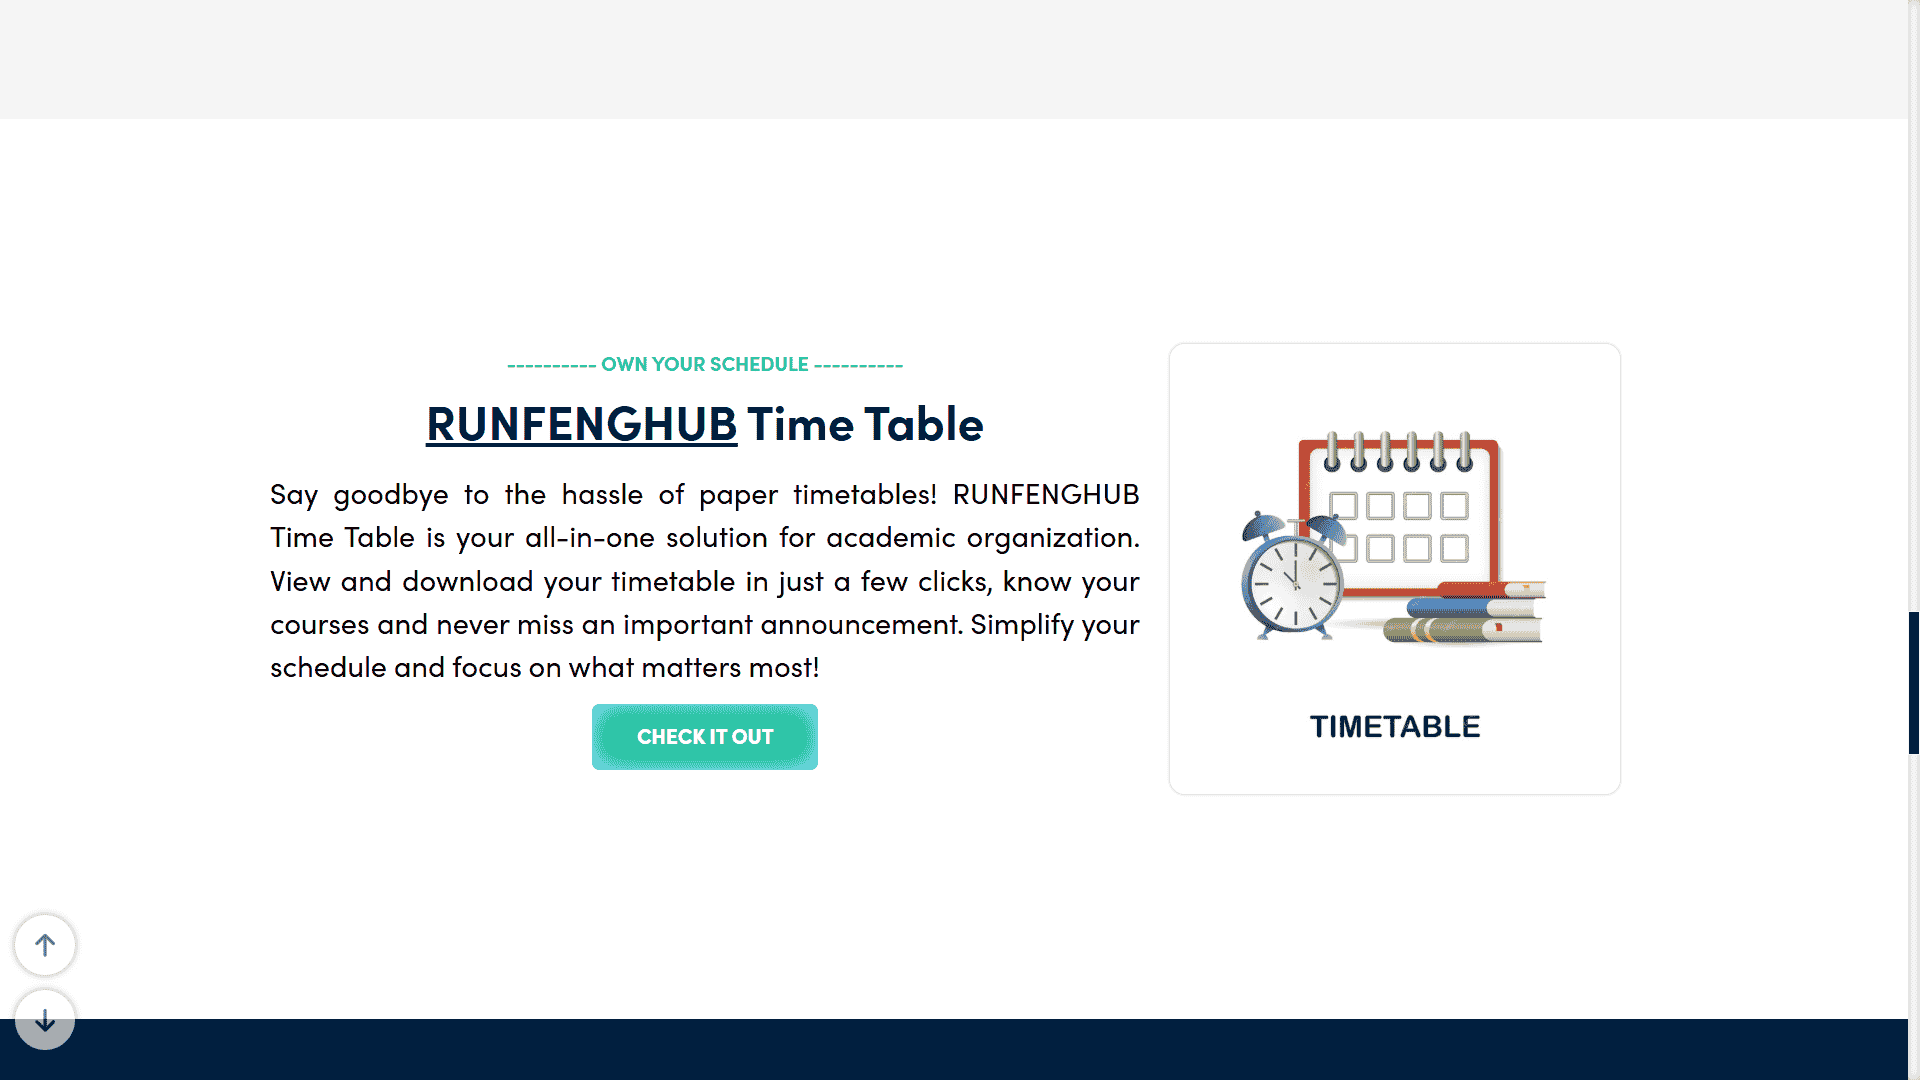 ---------- OWN YOUR SCHEDULE ----------
RUNFENGHUB Time Table
Say goodbye to the hassle of paper timetables! RUNFENGHUB
Time Table is your all-in-one solution for academic organization.
View and download your timetable in just a few clicks, know your
courses and never miss an important announcement. Simplify your
schedule and focus on what matters most!
CHECK IT OUT
TIMETABLE